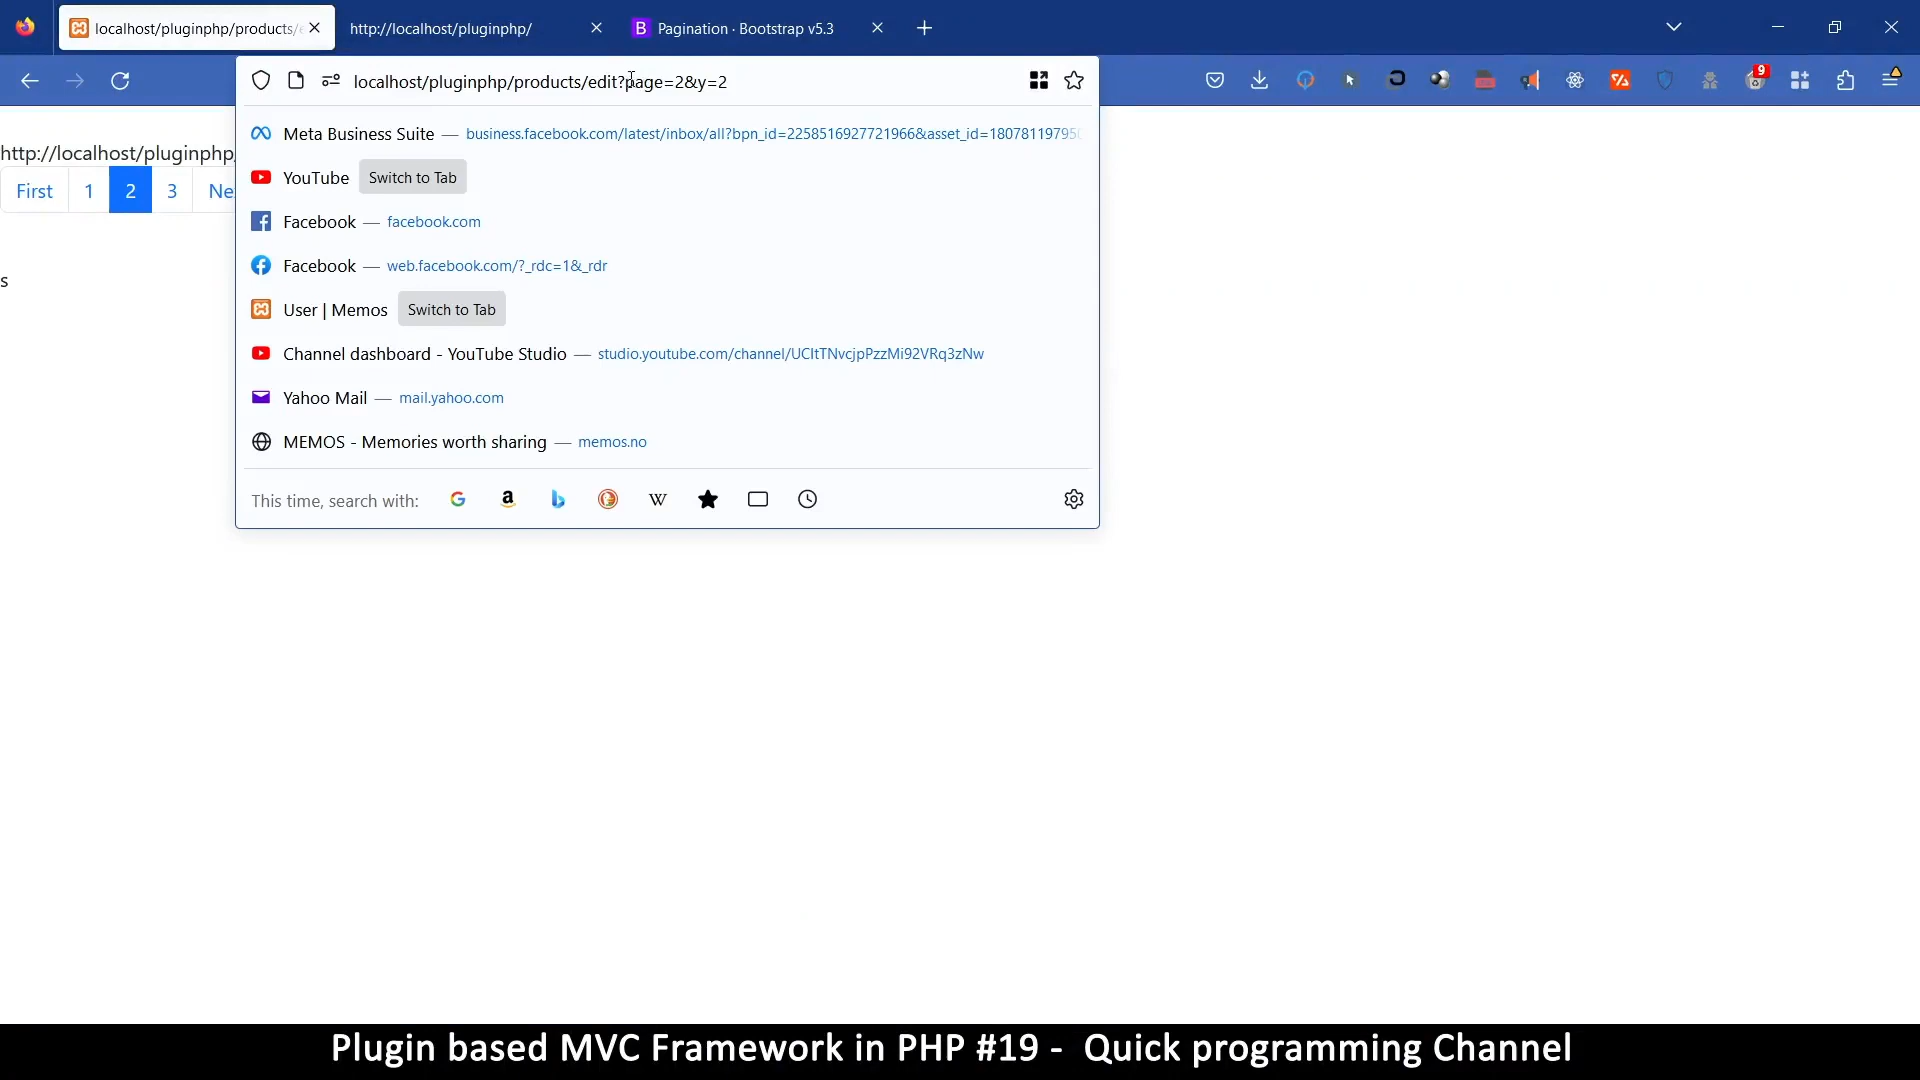 localhost/pluginphp/products/e
http://localhost/pluginphp/
B Pagination · Bootstrap v5.3
localhost/pluginphp/products/edit?page=2&y=2
9
Meta Business Suite — business.facebook.com/latest/inbox/all?bpn_id=2258516927721966&asset_id=180781197950
http://localhost/pluginphp/
YouTube Switch to Tab
First 1 2 3 Ne
Facebook — facebook.com
Facebook — web.facebook.com/?_rdc=1&_rdr
s
User | Memos Switch to Tab
Channel dashboard - YouTube Studio — studio.youtube.com/channel/UCItTNvcjpPzzMi92VRq3zNw
Yahoo Mail — mail.yahoo.com
MEMOS - Memories worth sharing — memos.no
This time, search with:
Plugin based MVC Framework in PHP #19 - Quick programming Channel